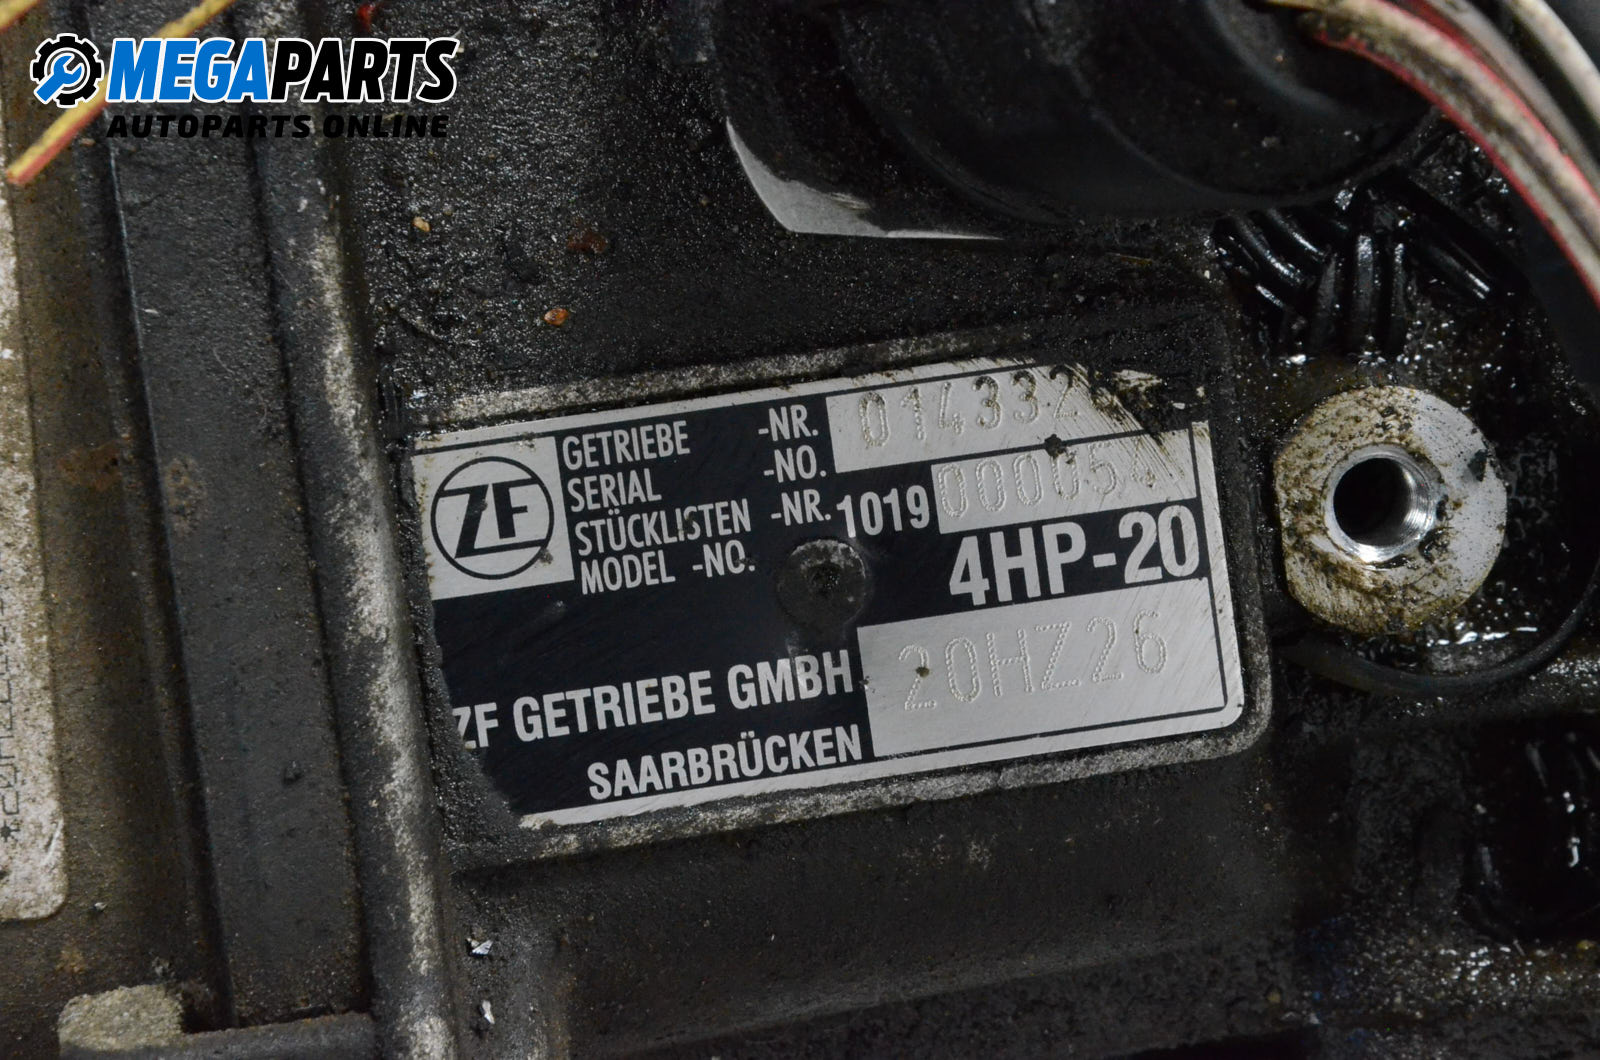 MEGAPARTS
AUTOPARTS ONLINE
ZF
GETRIEBE -NR. 014332
SERIAL -NO.
STÜCKLISTEN -NR. 1019 000054
MODEL -NO. 4HP-20
ZF GETRIEBE GMBH 20HZ26
SAARBRÜCKEN